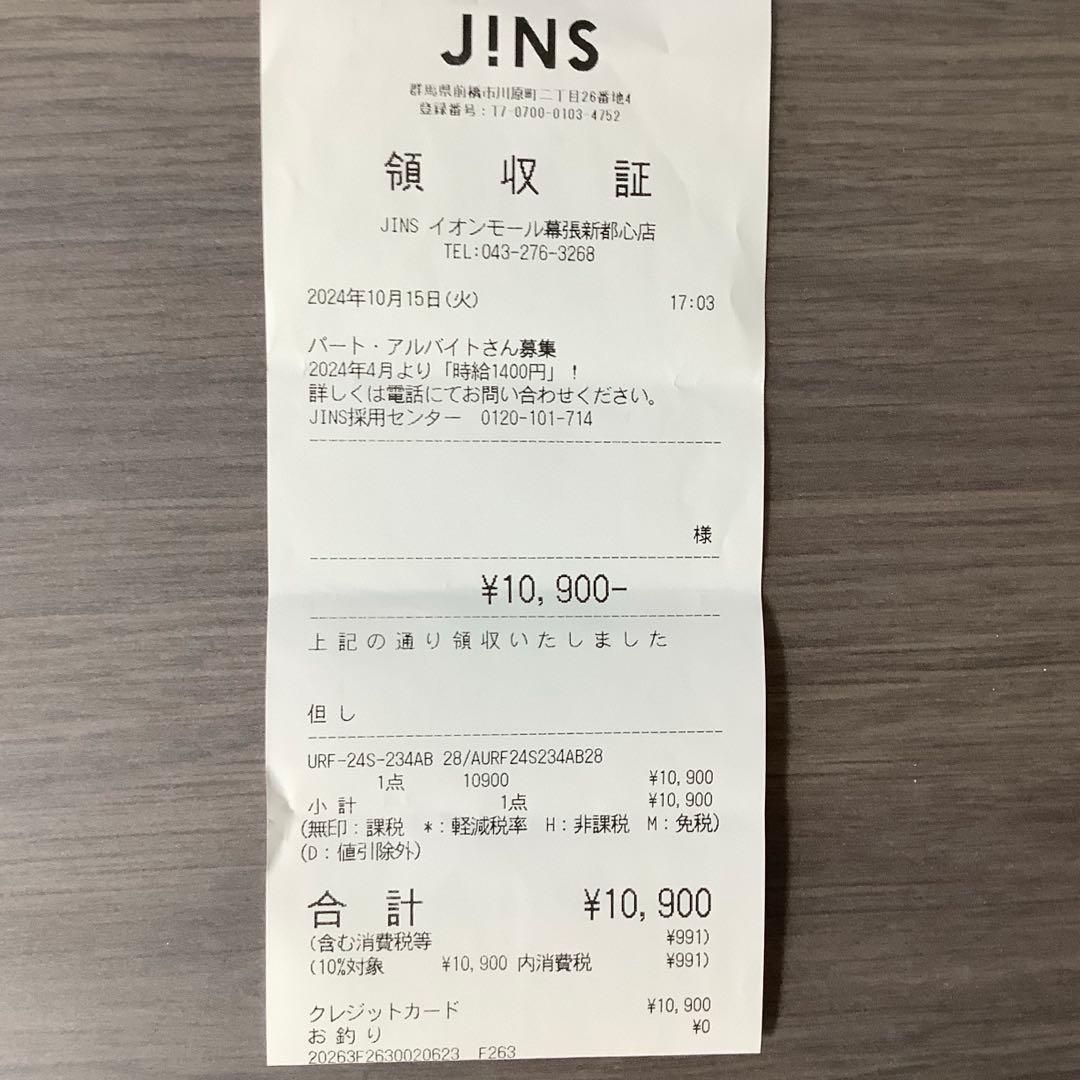 J!NS
群馬県前橋市川原町二丁目26番地4
登録番号：T7-0700-0103-4752
領 収 証
JINS イオンモール幕張新都心店
TEL:043-276-3268
2024年10月15日(火) 17:03
パート・アルバイトさん募集
2024年4月より「時給1400円」！
詳しくは電話にてお問い合わせください。
JINS採用センター 0120-101-714
様
¥10,900-
上記の通り領収いたしました
但し
URF-24S-234AB 28/AURF24S234AB28
1点 10900 ¥10,900
小計 1点 ¥10,900
(無印：課税 *：軽減税率 H：非課税 M：免税)
(D：値引除外)
合 計 ¥10,900
(含む消費税等 ¥991)
(10%対象 ¥10,900 内消費税 ¥991)
クレジットカード ¥10,900
お釣り ¥0
20263F2630020623 F263